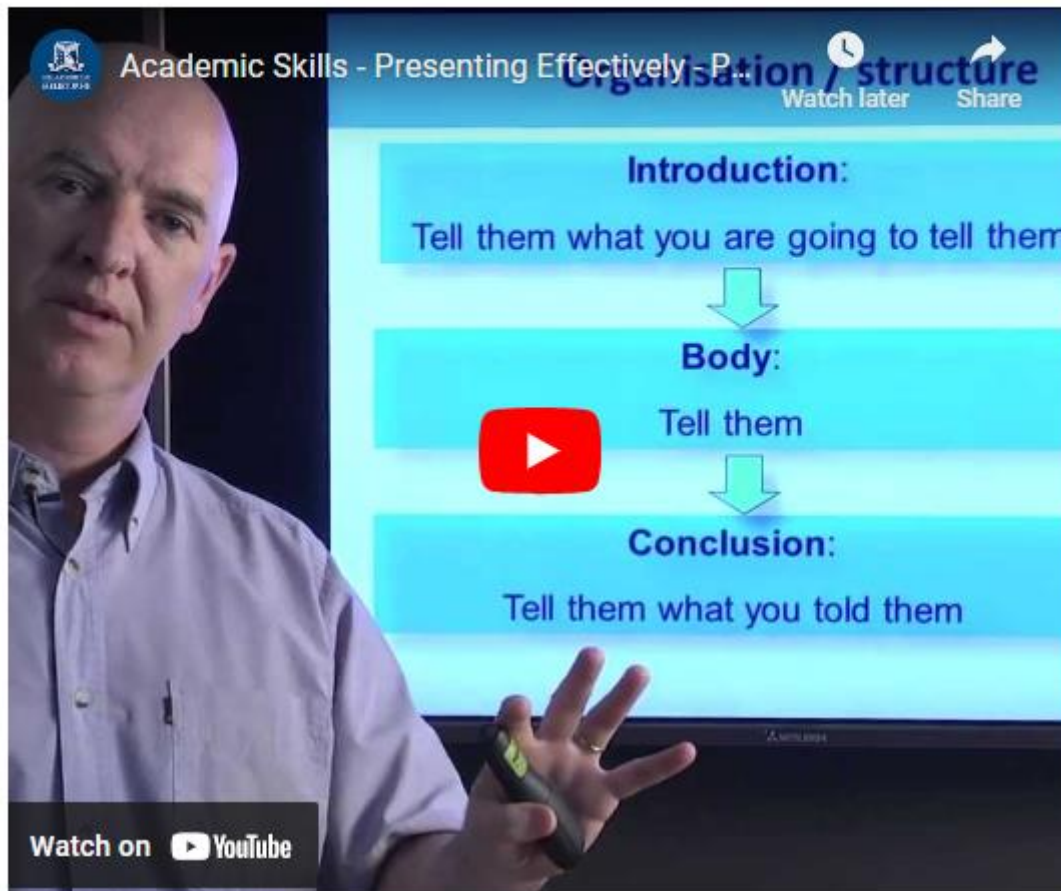 Academic Skills - Presenting Effectively - P...
Organisation / structure
Watch later
Share
Introduction:
Tell them what you are going to tell them
Body:
Tell them
Conclusion:
Tell them what you told them
MITSUBISHI
Watch on YouTube